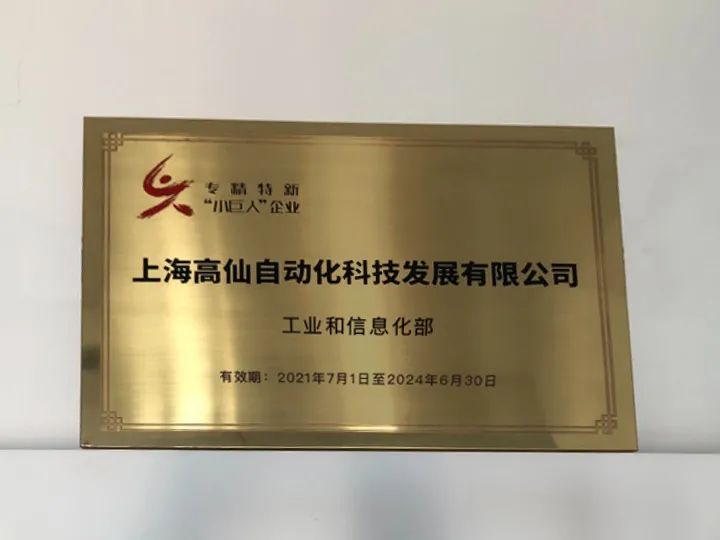 专精特新
“小巨人”企业
上海高仙自动化科技发展有限公司
工业和信息化部
有效期：2021年7月1日至2024年6月30日